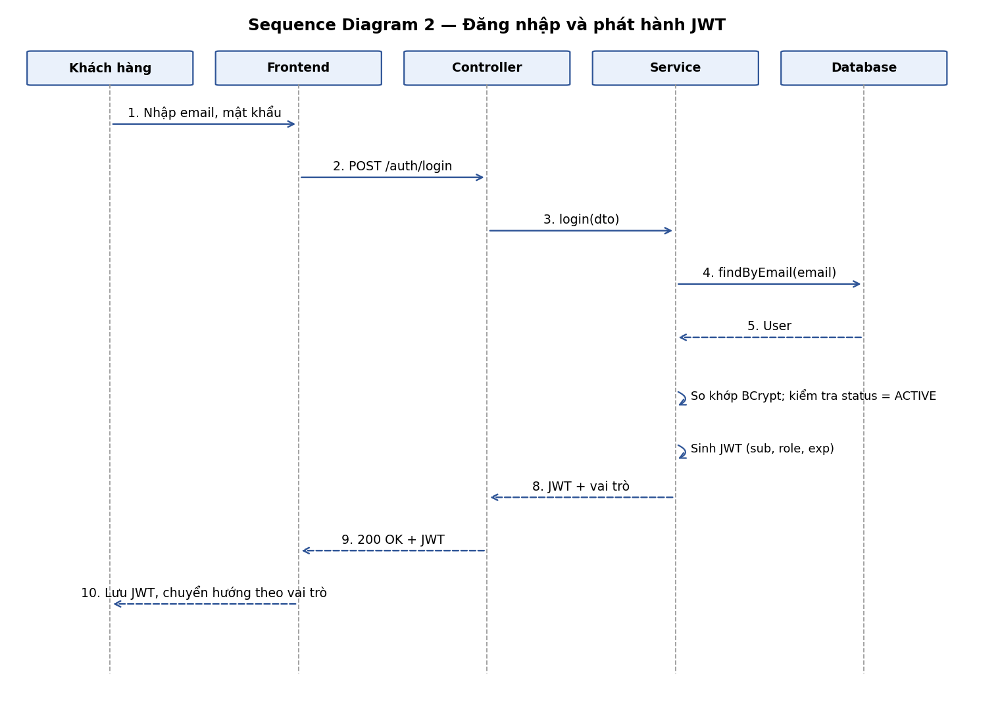 Sequence Diagram 2 — Đăng nhập và phát hành JWT
Khách hàng
Frontend
Controller
Service
Database
1. Nhập email, mật khẩu
2. POST /auth/login
3. login(dto)
4. findByEmail(email)
5. User
So khớp BCrypt; kiểm tra status = ACTIVE
Sinh JWT (sub, role, exp)
8. JWT + vai trò
9. 200 OK + JWT
10. Lưu JWT, chuyển hướng theo vai trò